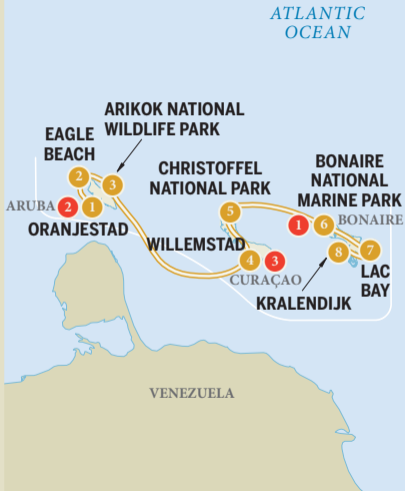 ATLANTIC
OCEAN
ARIKOK NATIONAL
WILDLIFE PARK
EAGLE
BEACH
2
3
ARUBA
2
1
ORANJESTAD
CHRISTOFFEL
NATIONAL PARK
5
WILLEMSTAD
4
3
CURAÇAO
BONAIRE
NATIONAL
MARINE PARK
1
6
BONAIRE
8
7
LAC
BAY
KRALENDIJK
VENEZUELA